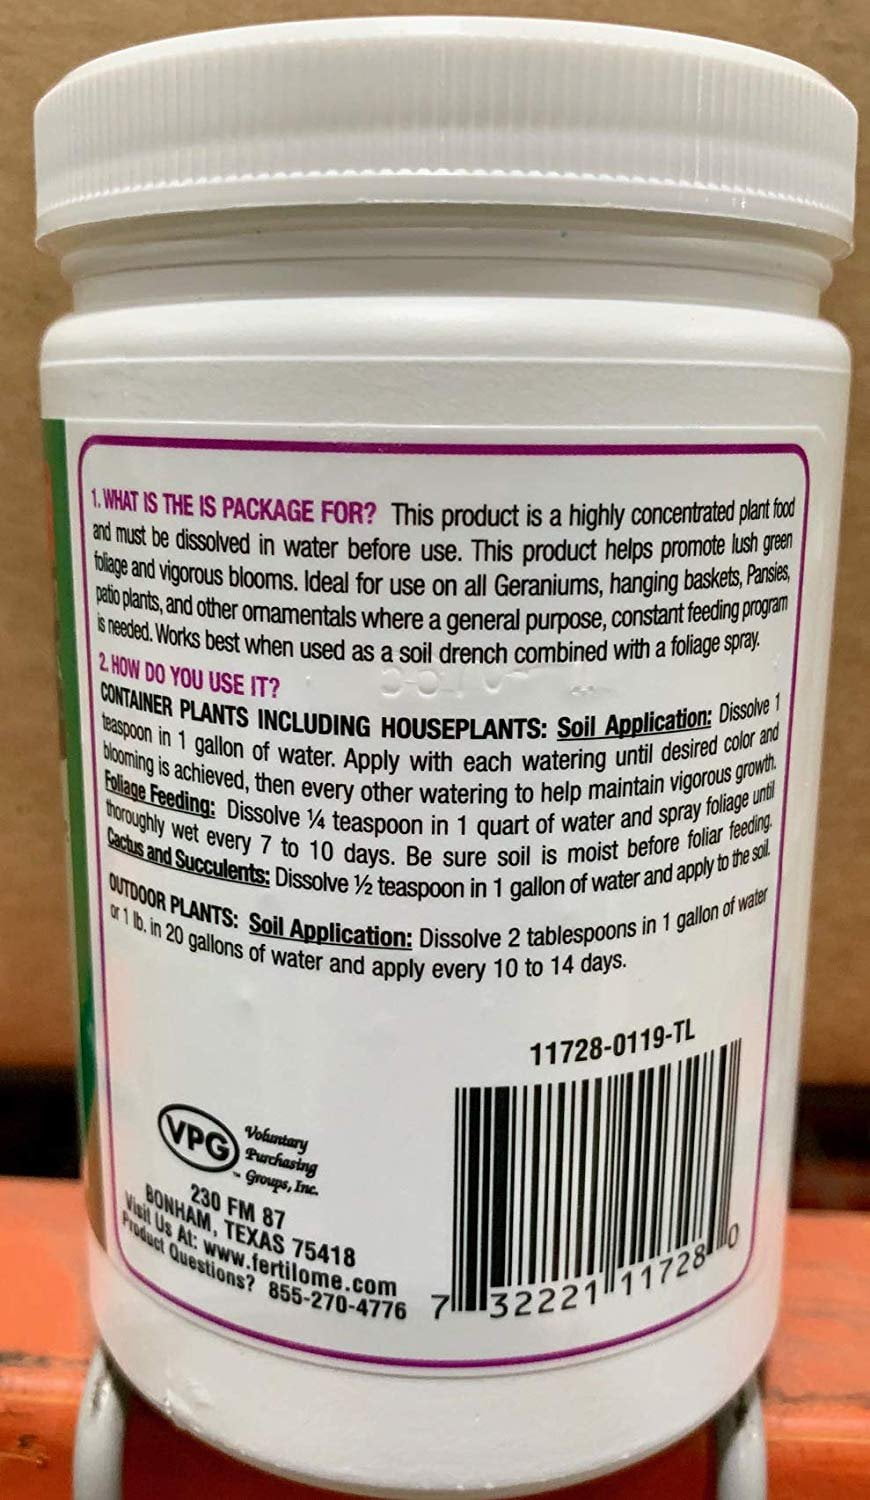 1. WHAT IS THE IS PACKAGE FOR? This product is a highly concentrated plant food
and must be dissolved in water before use. This product helps promote lush green
foliage and vigorous blooms. Ideal for use on all Geraniums, hanging baskets, Pansies,
patio plants, and other ornamentals where a general purpose, constant feeding program
is needed. Works best when used as a soil drench combined with a foliage spray.
2. HOW DO YOU USE IT?
CONTAINER PLANTS INCLUDING HOUSEPLANTS: Soil Application: Dissolve 1
teaspoon in 1 gallon of water. Apply with each watering until desired color and
blooming is achieved, then every other watering to help maintain vigorous growth.
Foliage Feeding: Dissolve ¼ teaspoon in 1 quart of water and spray foliage until
thoroughly wet every 7 to 10 days. Be sure soil is moist before foliar feeding.
Cactus and Succulents: Dissolve ½ teaspoon in 1 gallon of water and apply to the soil.
OUTDOOR PLANTS: Soil Application: Dissolve 2 tablespoons in 1 gallon of water
or 1 lb. in 20 gallons of water and apply every 10 to 14 days.
11728-0119-TL
VPG
Voluntary
Purchasing
Groups, Inc.
™
230 FM 87
BONHAM, TEXAS 75418
Visit Us At: www.fertilome.com
Product Questions? 855-270-4776
7 32221 11728 0